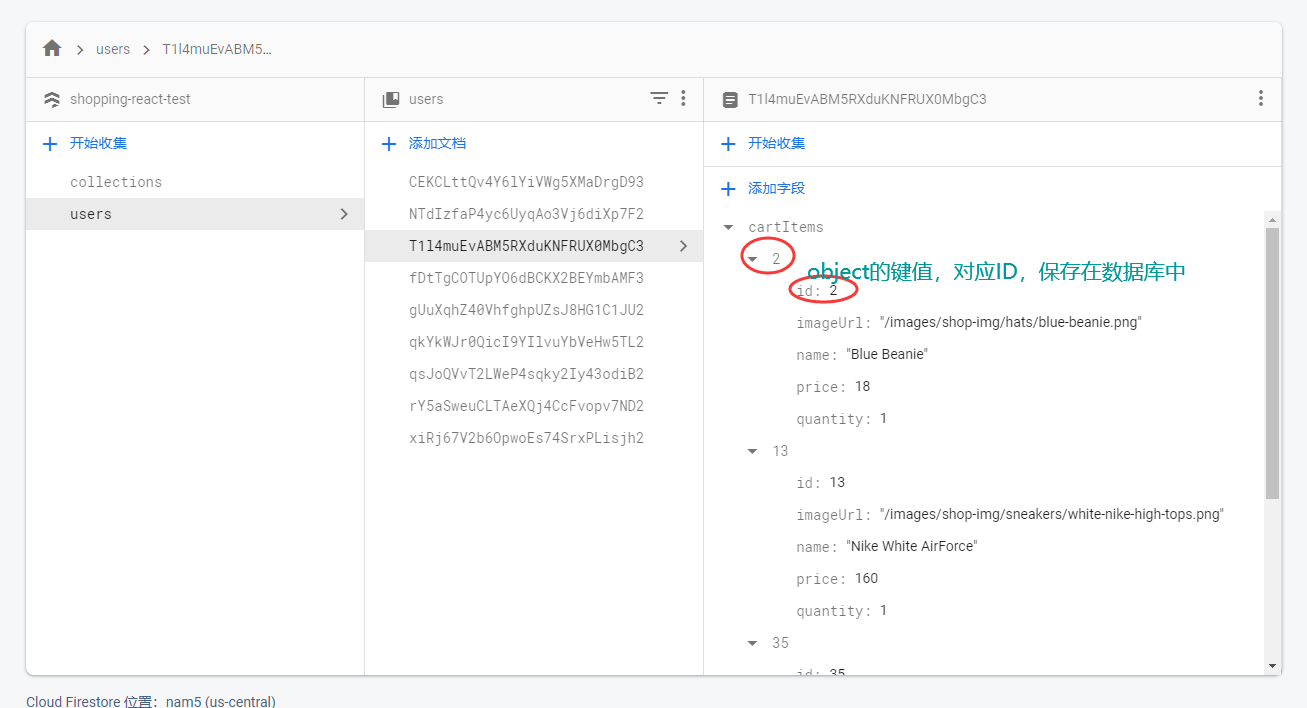 users
T1l4muEvABM5…
shopping-react-test
users
T1l4muEvABM5RXduKNFRUX0MbgC3
开始收集
添加文档
开始收集
collections
users
CEKCLttQv4Y6lYiVWg5XMaDrgD93
NTdIzfaP4yc6UyqAo3Vj6diXp7F2
T1l4muEvABM5RXduKNFRUX0MbgC3
fDtTgCOTUpYO6dBCKX2BEYmbAMF3
gUuXqhZ40VhfghpUZsJ8HG1C1JU2
qkYkWJr0QicI9YIlvuYbVeHw5TL2
qsJoQVvT2LWeP4sqky2Iy43odiB2
rY5aSweuCLTAeXQj4CcFvopv7ND2
xiRj67V2b6OpwoEs74SrxPLisjh2
添加字段
cartItems
2
object的键值，对应ID，保存在数据库中
id: 2
imageUrl: "/images/shop-img/hats/blue-beanie.png"
name: "Blue Beanie"
price: 18
quantity: 1
13
id: 13
imageUrl: "/images/shop-img/sneakers/white-nike-high-tops.png"
name: "Nike White AirForce"
price: 160
quantity: 1
35
id: 35
Cloud Firestore 位置：nam5 (us-central)